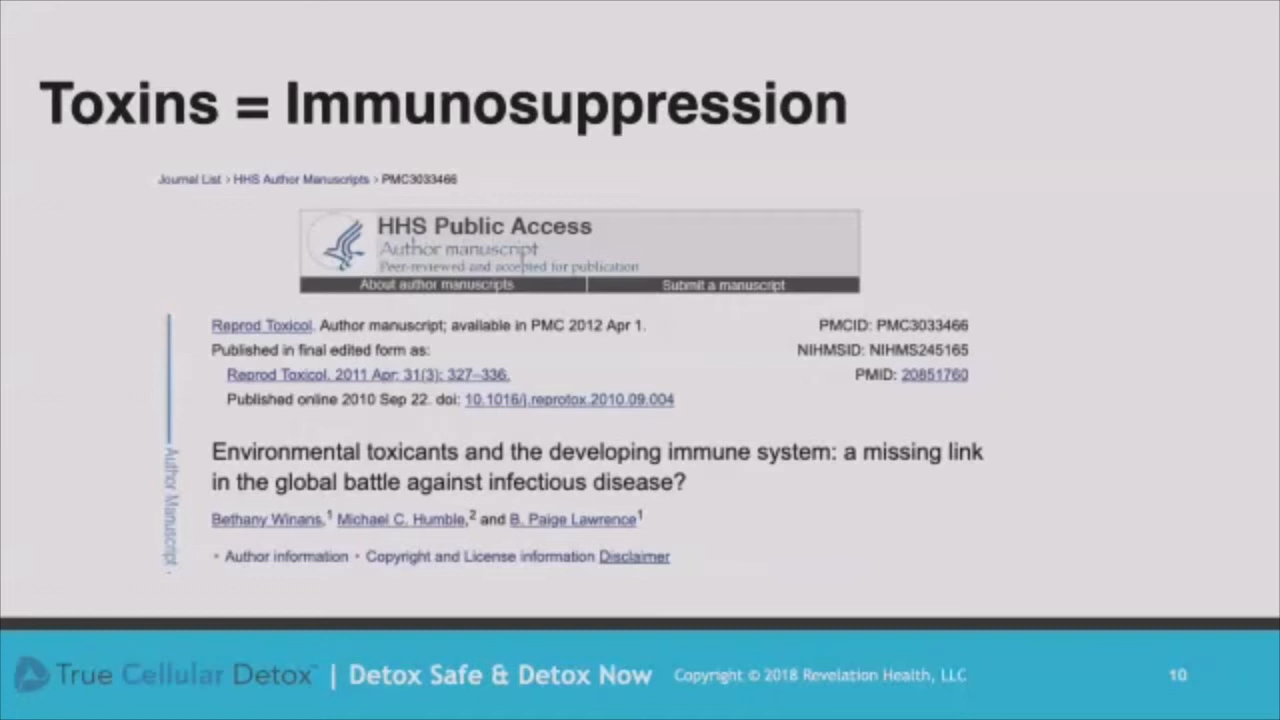 Toxins = Immunosuppression
Journal List > HHS Author Manuscripts > PMC3033466
HHS Public Access
Author manuscript
Peer-reviewed and accepted for publication
About author manuscripts Submit a manuscript
Reprod Toxicol. Author manuscript; available in PMC 2012 Apr 1. PMCID: PMC3033466
Published in final edited form as: NIHMSID: NIHMS245165
Reprod Toxicol. 2011 Apr; 31(3): 327–336. PMID: 20851760
Published online 2010 Sep 22. doi: 10.1016/j.reprotox.2010.09.004
Author Manuscript
Environmental toxicants and the developing immune system: a missing link
in the global battle against infectious disease?
Bethany Winans,1 Michael C. Humble,2 and B. Paige Lawrence1
• Author information • Copyright and License information Disclaimer
True Cellular Detox™ | Detox Safe & Detox Now Copyright © 2018 Revelation Health, LLC 10